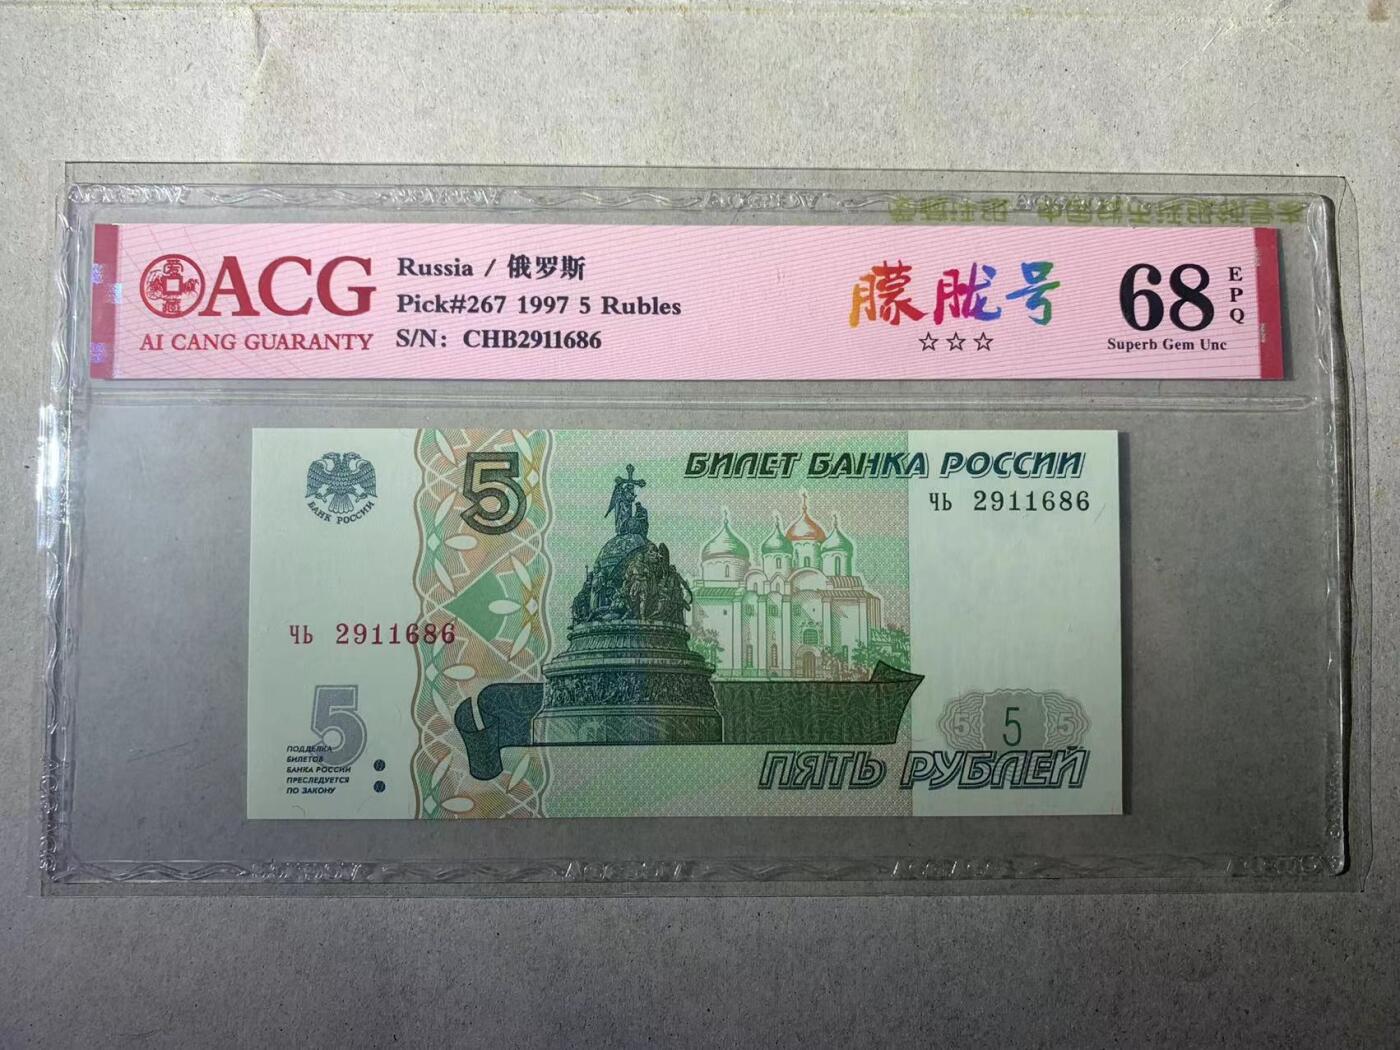 ACG
AI CANG GUARANTY
Russia / 俄罗斯
Pick#267 1997 5 Rubles
S/N: CHB2911686
朦胧号
☆☆☆
68
EPQ
Superb Gem Unc
БАНК РОССИИ
5
БИЛЕТ БАНКА РОССИИ
чь 2911686
чь 2911686
5
ПОДДЕЛКА
БИЛЕТОВ
БАНКА РОССИИ
ПРЕСЛЕДУЕТСЯ
ПО ЗАКОНУ
5 5 5
ПЯТЬ РУБЛЕЙ